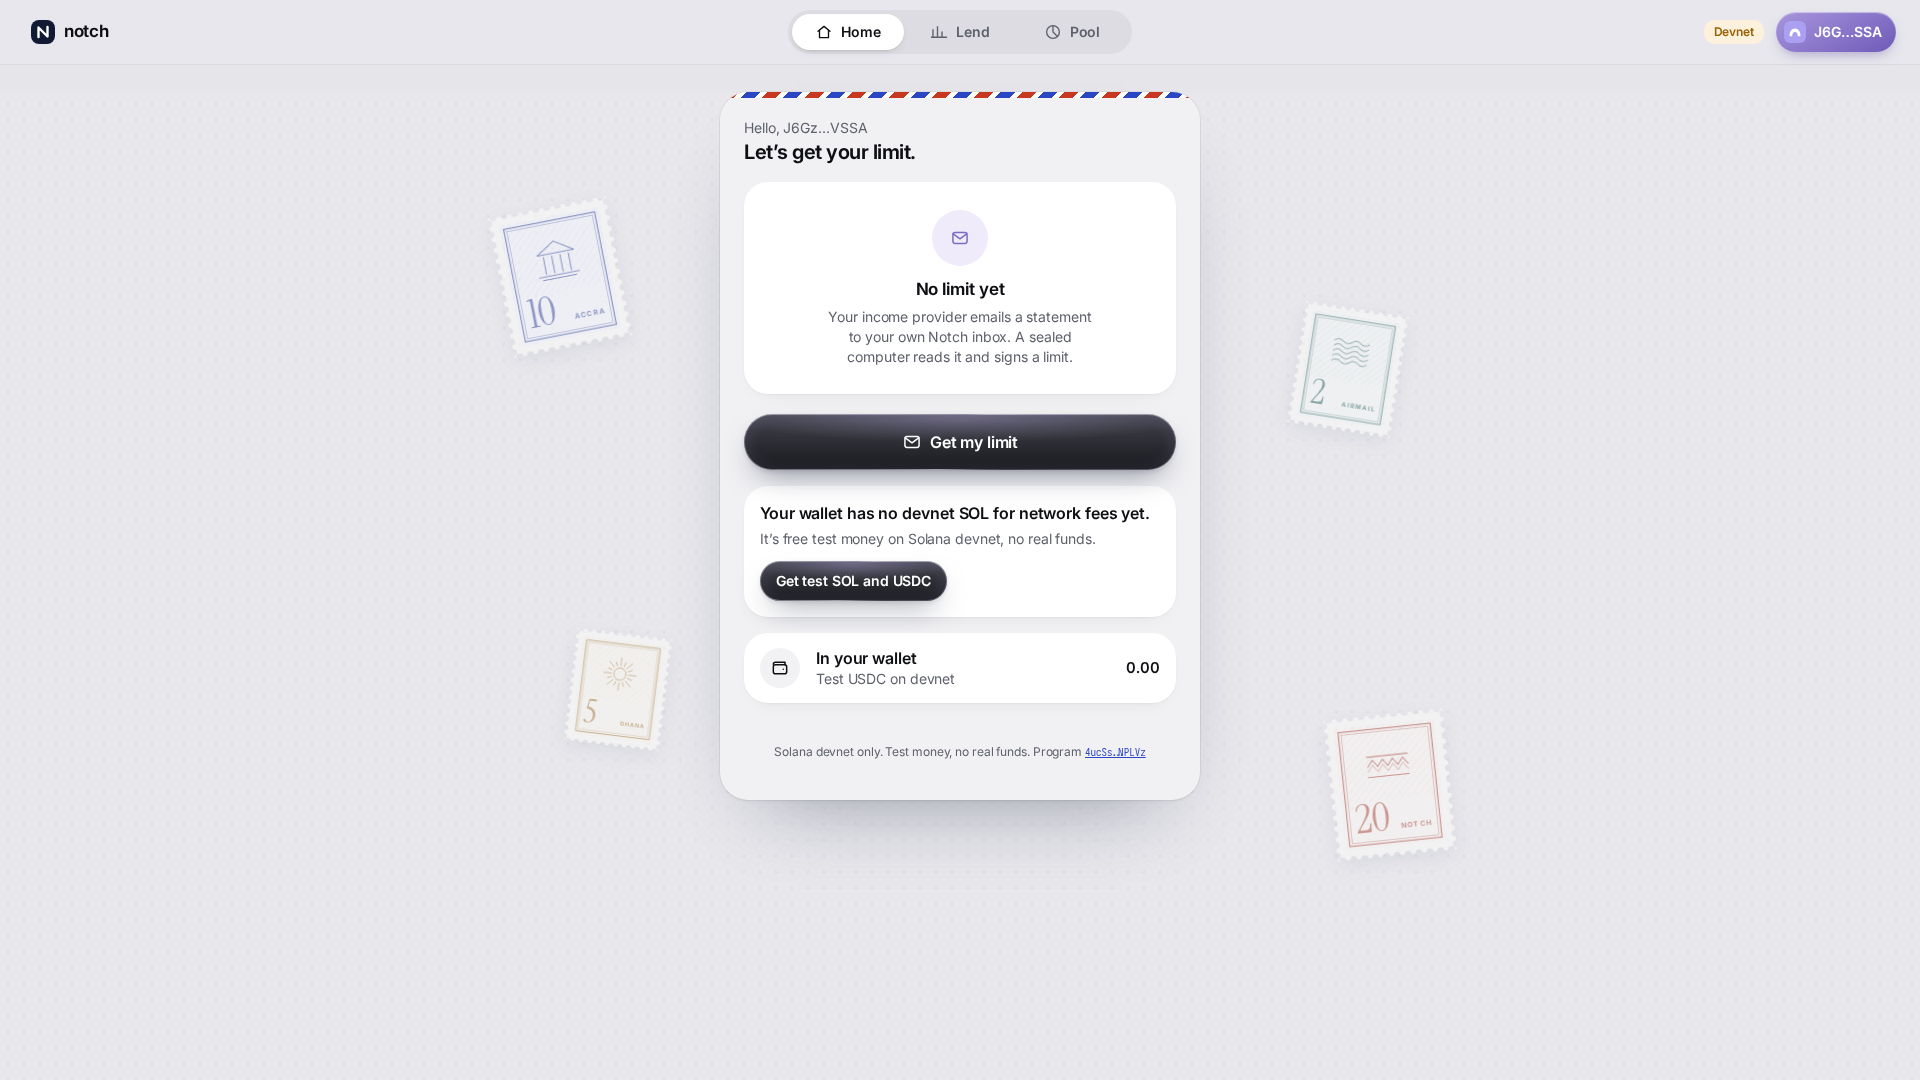 notch
Home
Lend
Pool
Devnet
J6G...SSA
Hello, J6Gz...VSSA
Let's get your limit.
No limit yet
Your income provider emails a statement
to your own Notch inbox. A sealed
computer reads it and signs a limit.
Get my limit
Your wallet has no devnet SOL for network fees yet.
It's free test money on Solana devnet, no real funds.
Get test SOL and USDC
In your wallet
Test USDC on devnet
0.00
Solana devnet only. Test money, no real funds. Program 4ucSs…NPLVz
10
ACCRA
2
AIRMAIL
5
GHANA
20
NOTCH